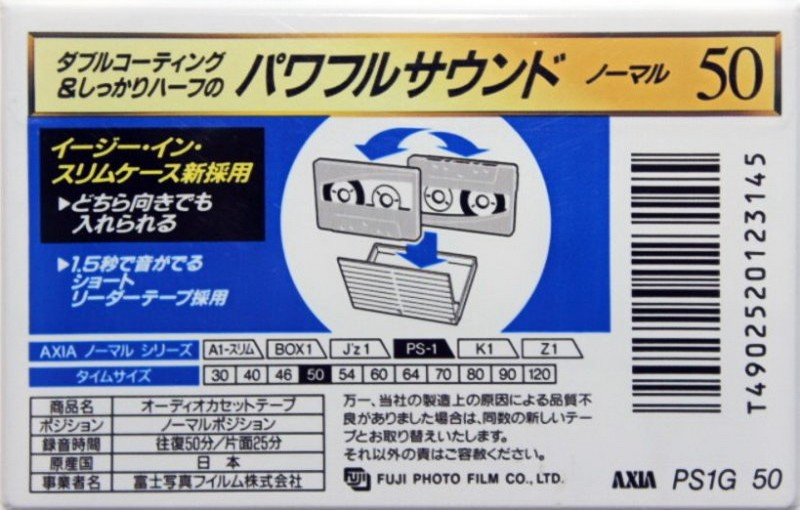 ダブルコーティング
&しっかりハーフの パワフルサウンド ノーマル 50
イージー・イン・
スリムケース新採用
▶どちら向きでも
入れられる
▶1.5秒で音がでる
ショート
リーダーテープ採用
T4902520123145
AXIA ノーマル シリーズ A1-スリム BOX1 J'z1 PS-1 K1 Z1
タイムサイズ 30 40 46 50 54 60 64 70 80 90 120
商品名 オーディオカセットテープ
ポジション ノーマルポジション
録音時間 往復50分/片面25分
原産国 日本
事業者名 富士写真フイルム株式会社
万一、当社の製造上の原因による品質不
良がありました場合は、同数の新しいテー
プとお取り替えいたします。
それ以外の責はご容赦ください。
FUJI FUJI PHOTO FILM CO., LTD.
AXIA PS1G 50